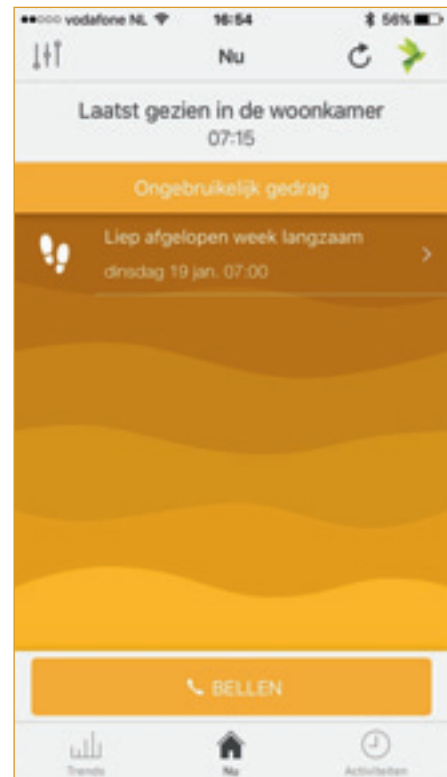 vodafone NL 16:54 56%
Nu
Laatst gezien in de woonkamer
07:15
Ongebruikelijk gedrag
Liep afgelopen week langzaam
dinsdag 19 jan. 07:00
BELLEN
Trends Nu Activiteiten